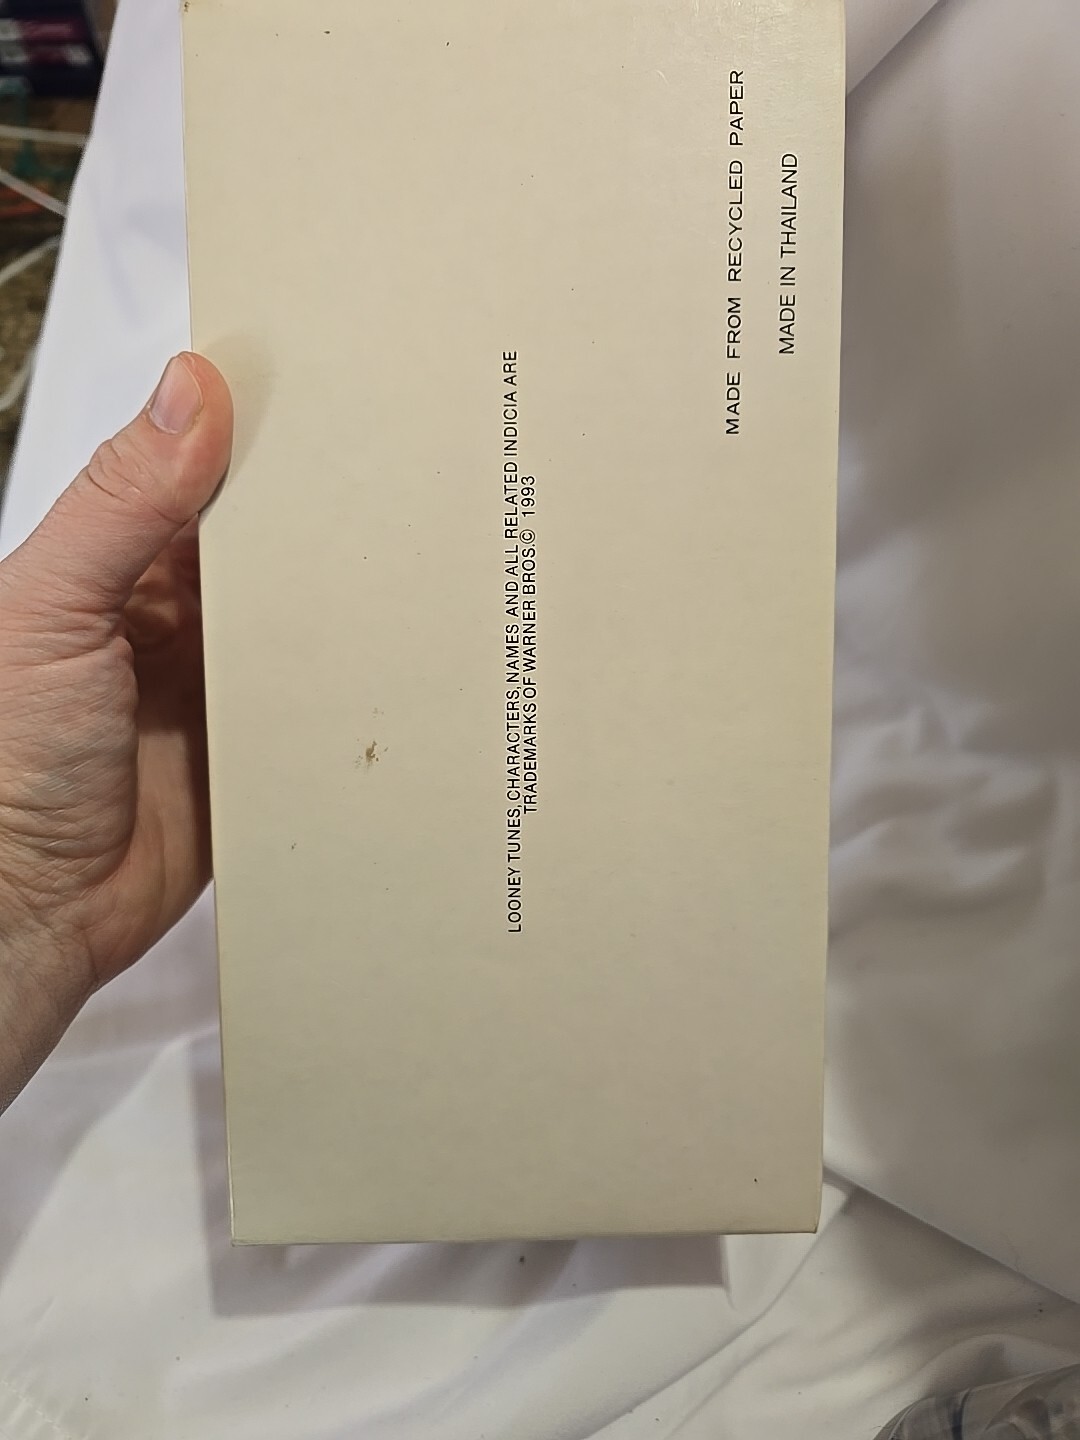 LOONEY TUNES, CHARACTERS, NAMES AND ALL RELATED INDICIA ARE
TRADEMARKS OF WARNER BROS.© 1993
MADE FROM RECYCLED PAPER
MADE IN THAILAND